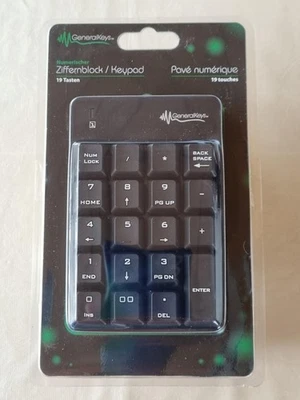 GeneralKeys
Numerischer
Ziffernblock / Keypad
19 Tasten
Pavé numérique
19 touches
GeneralKeys
NUM LOCK
/
*
BACK SPACE
7 HOME
8
9 PG UP
-
4
5
6
+
1 END
2
3 PG DN
ENTER
0 INS
00
• DEL